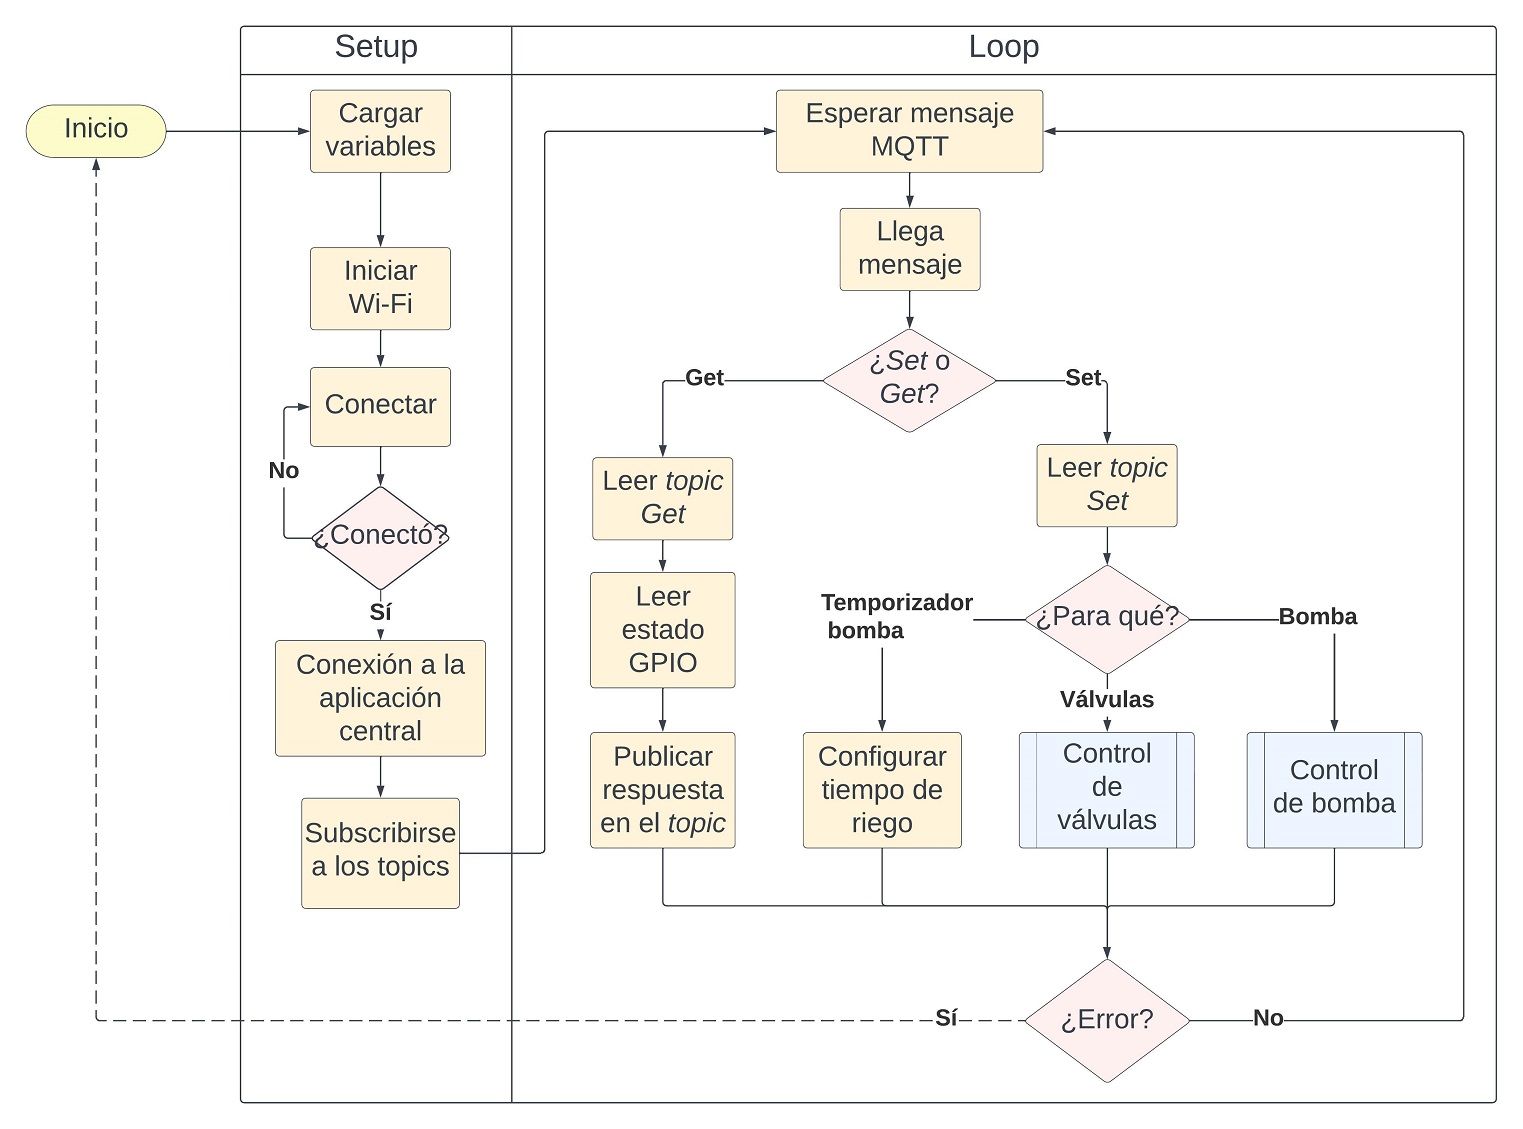 Setup
Loop
Inicio
Cargar
variables
Iniciar
Wi-Fi
Conectar
No
¿Conectó?
Sí
Conexión a la
aplicación
central
Subscribirse
a los topics
Esperar mensaje
MQTT
Llega
mensaje
¿Set o
Get?
Get
Set
Leer topic
Get
Leer
estado
GPIO
Publicar
respuesta
en el topic
Leer topic
Set
¿Para qué?
Temporizador
bomba
Válvulas
Bomba
Configurar
tiempo de
riego
Control
de
válvulas
Control
de bomba
¿Error?
Sí
No